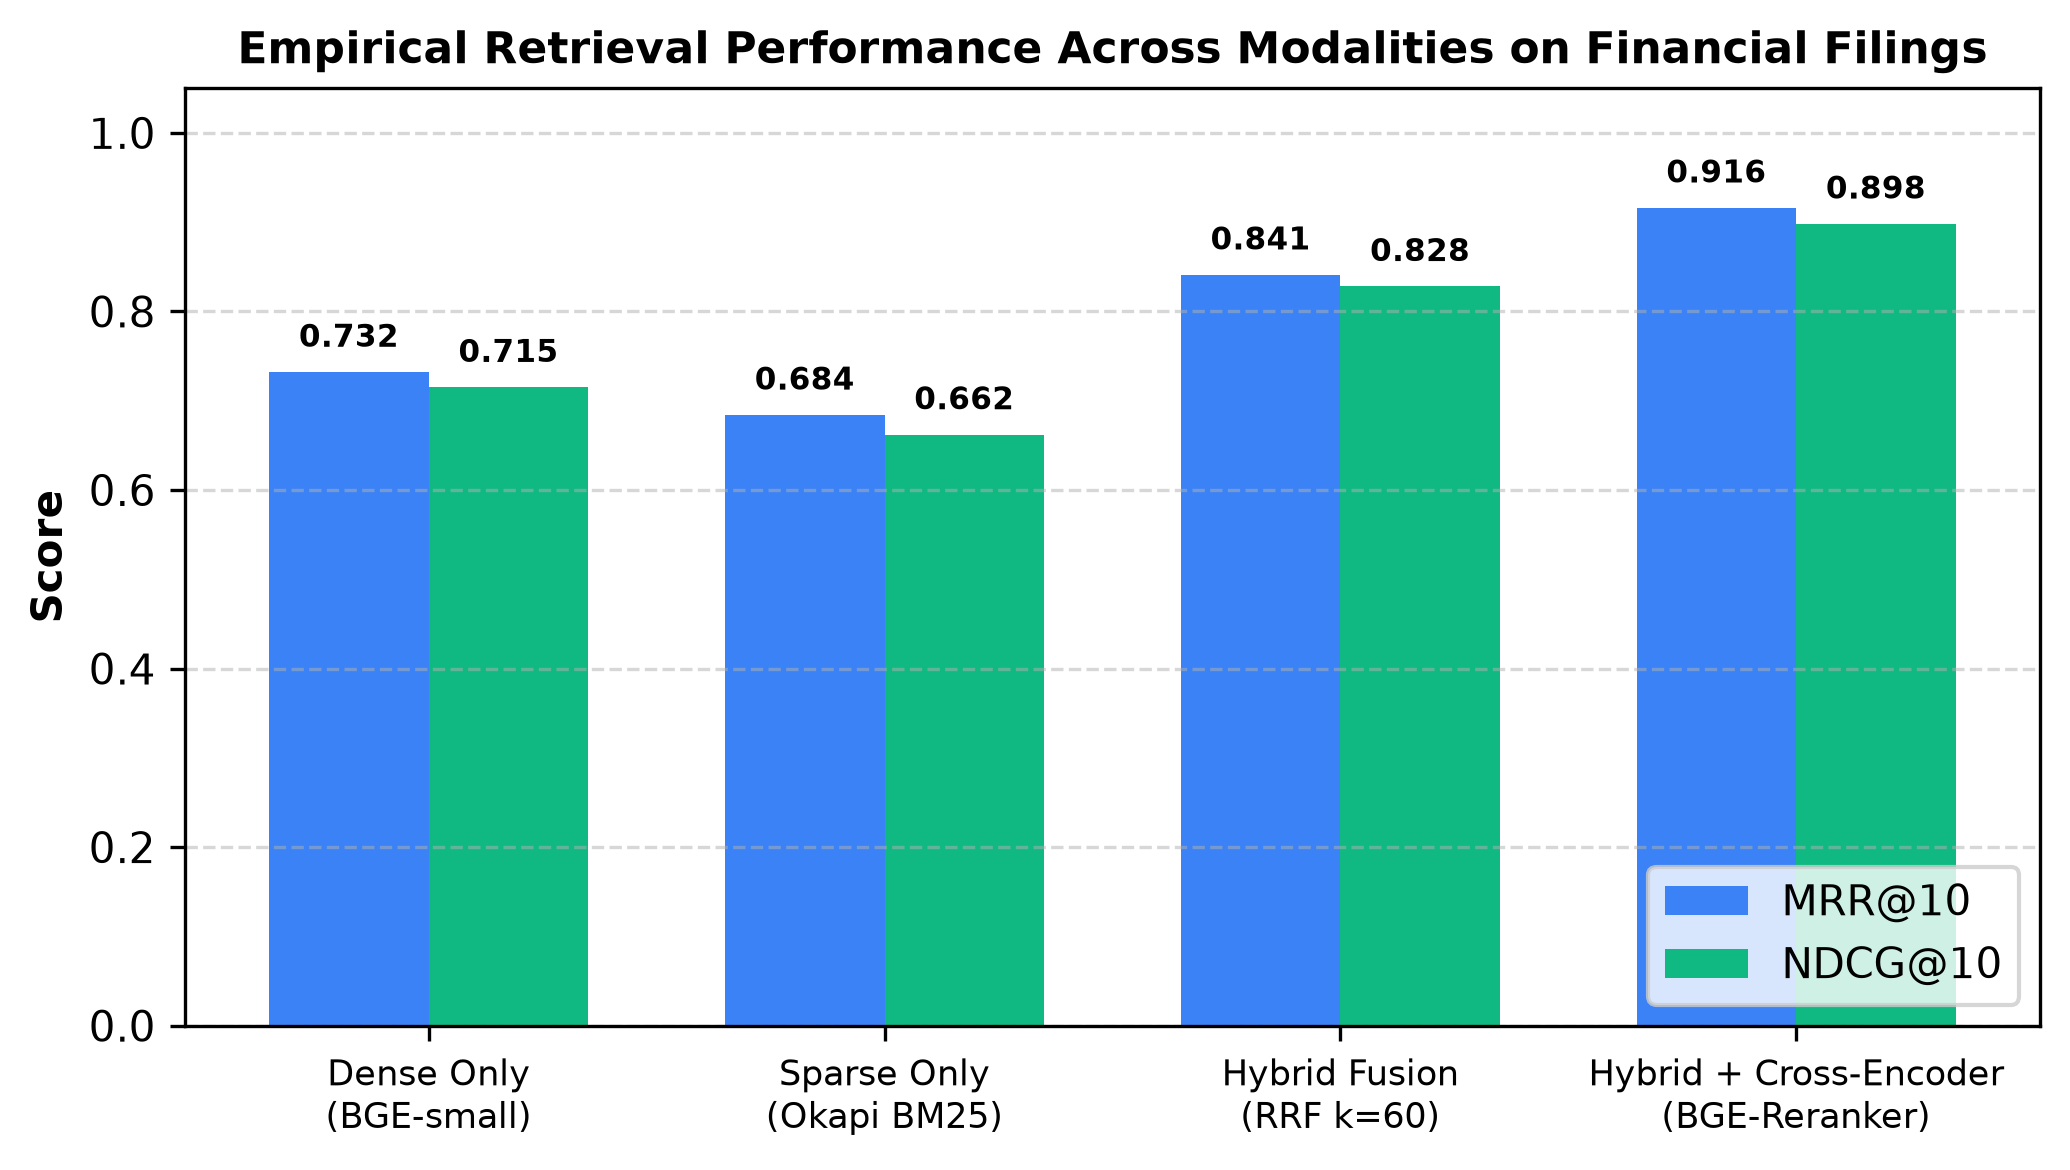 Empirical Retrieval Performance Across Modalities on Financial Filings
Score
1.0
0.8
0.6
0.4
0.2
0.0
0.732
0.715
0.684
0.662
0.841
0.828
0.916
0.898
MRR@10
NDCG@10
Dense Only
(BGE-small)
Sparse Only
(Okapi BM25)
Hybrid Fusion
(RRF k=60)
Hybrid + Cross-Encoder
(BGE-Reranker)